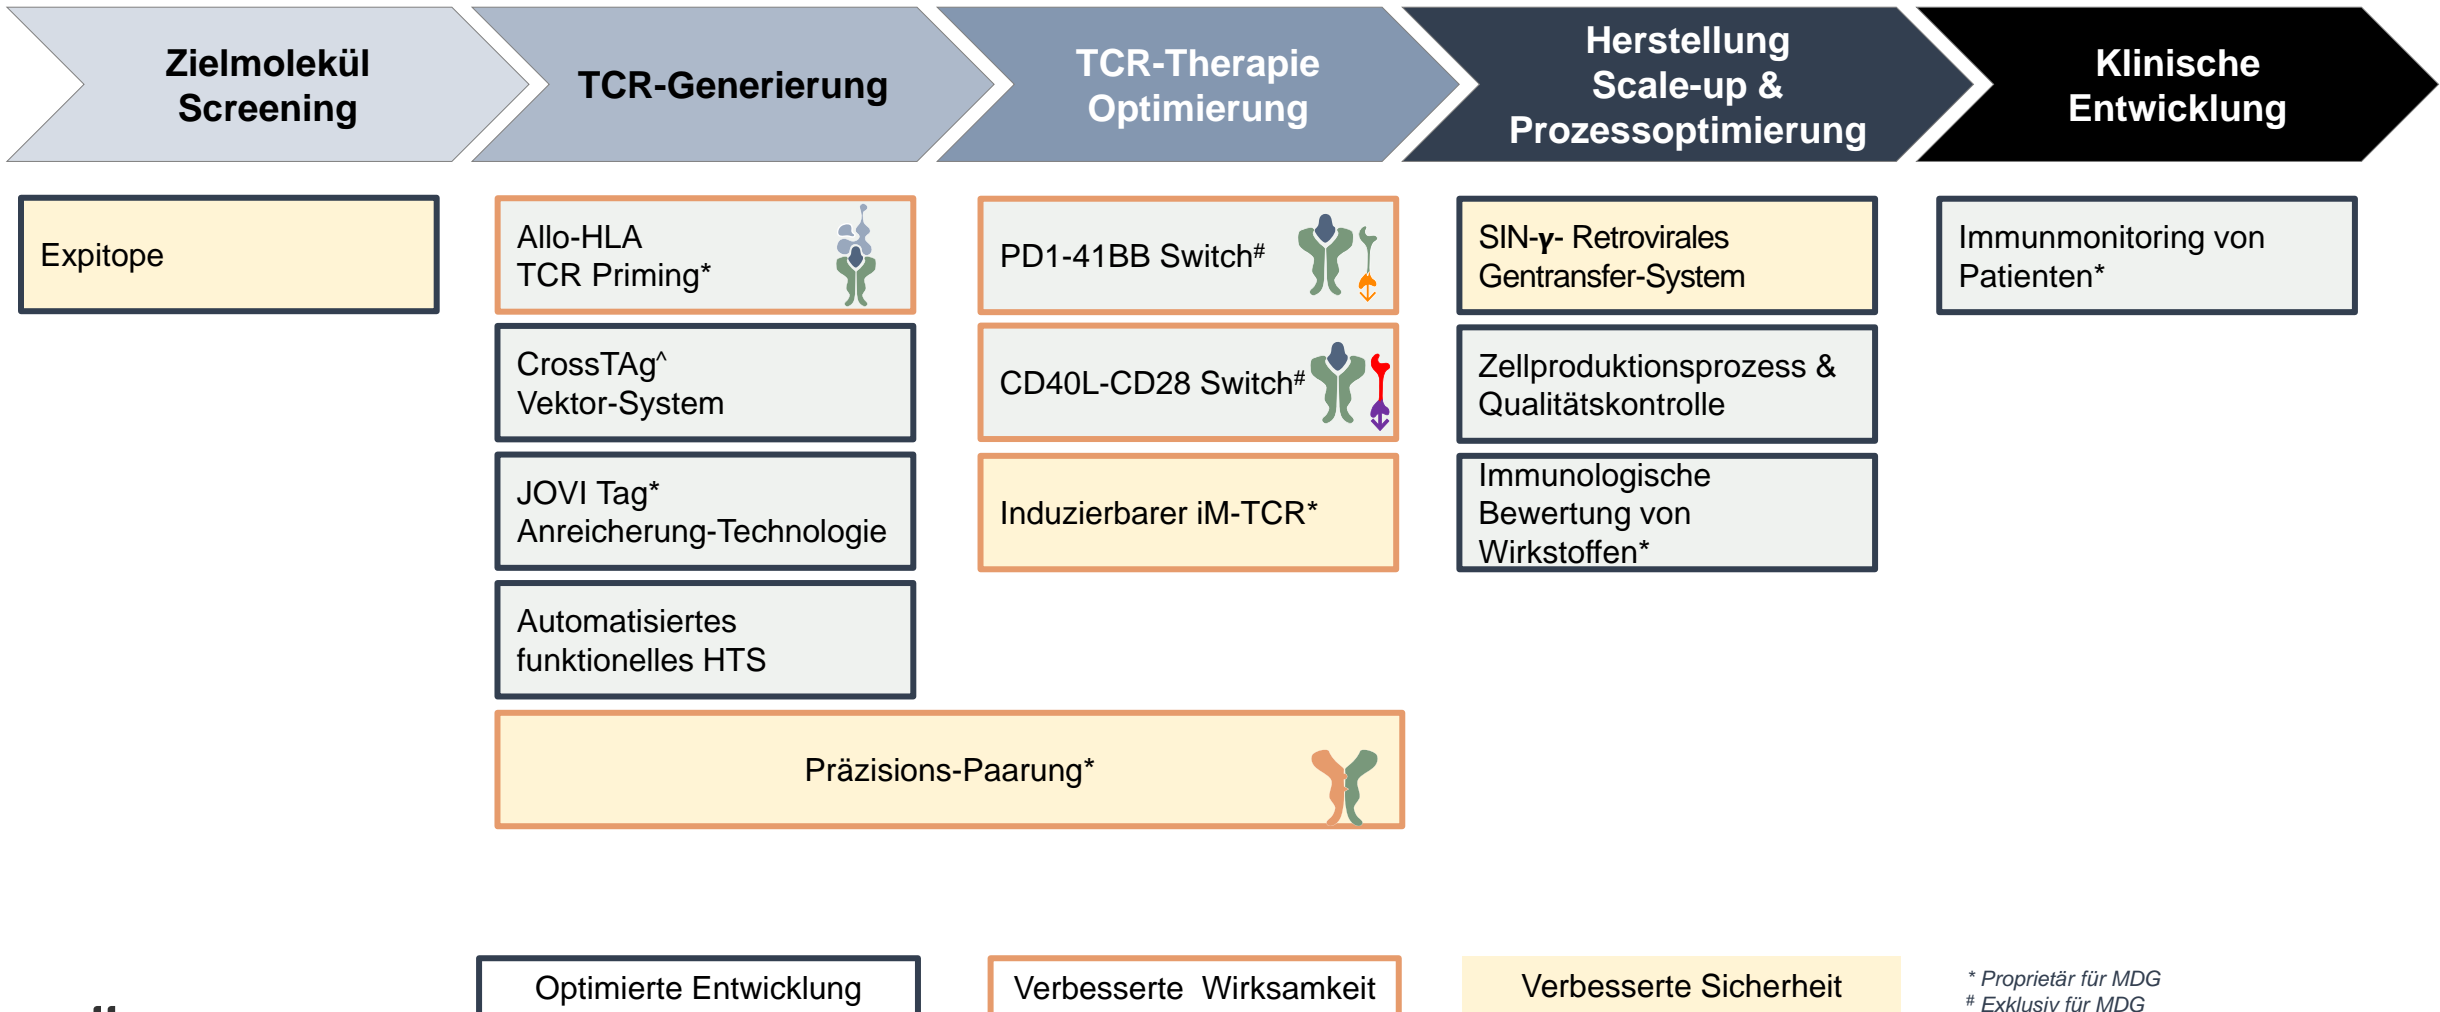 Zielmolekül
Screening
TCR-Generierung
TCR-Therapie
Optimierung
Herstellung
Scale-up &
Prozessoptimierung
Klinische
Entwicklung
Expitope
Allo-HLA
TCR Priming*
CrossTAg^
Vektor-System
JOVI Tag*
Anreicherung-Technologie
Automatisiertes
funktionelles HTS
PD1-41BB Switch#
CD40L-CD28 Switch#
Induzierbarer iM-TCR*
Präzisions-Paarung*
SIN-γ- Retrovirales
Gentransfer-System
Zellproduktionsprozess &
Qualitätskontrolle
Immunologische
Bewertung von
Wirkstoffen*
Immunmonitoring von
Patienten*
Optimierte Entwicklung
Verbesserte Wirksamkeit
Verbesserte Sicherheit
* Proprietär für MDG
# Exklusiv für MDG